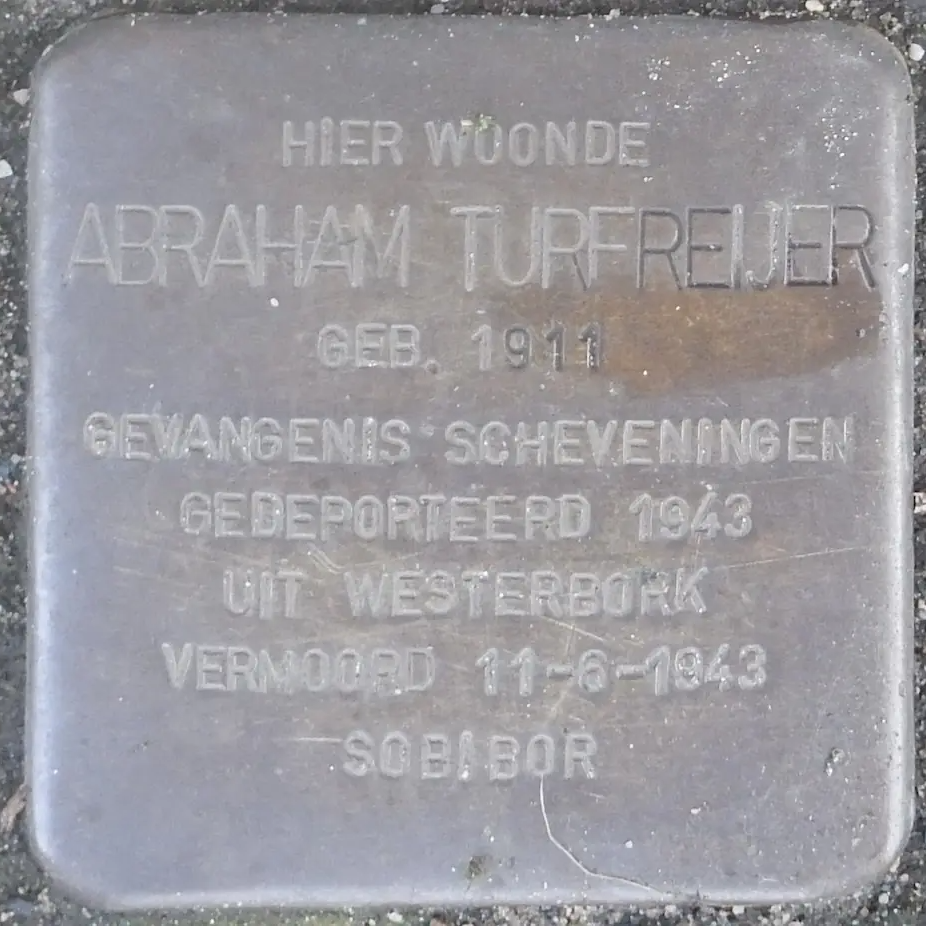 HIER WOONDE
ABRAHAM TURFREIJER
GEB. 1911
GEVANGENIS SCHEVENINGEN
GEDEPORTEERD 1943
UIT WESTERBORK
VERMOORD 11-6-1943
SOBIBOR